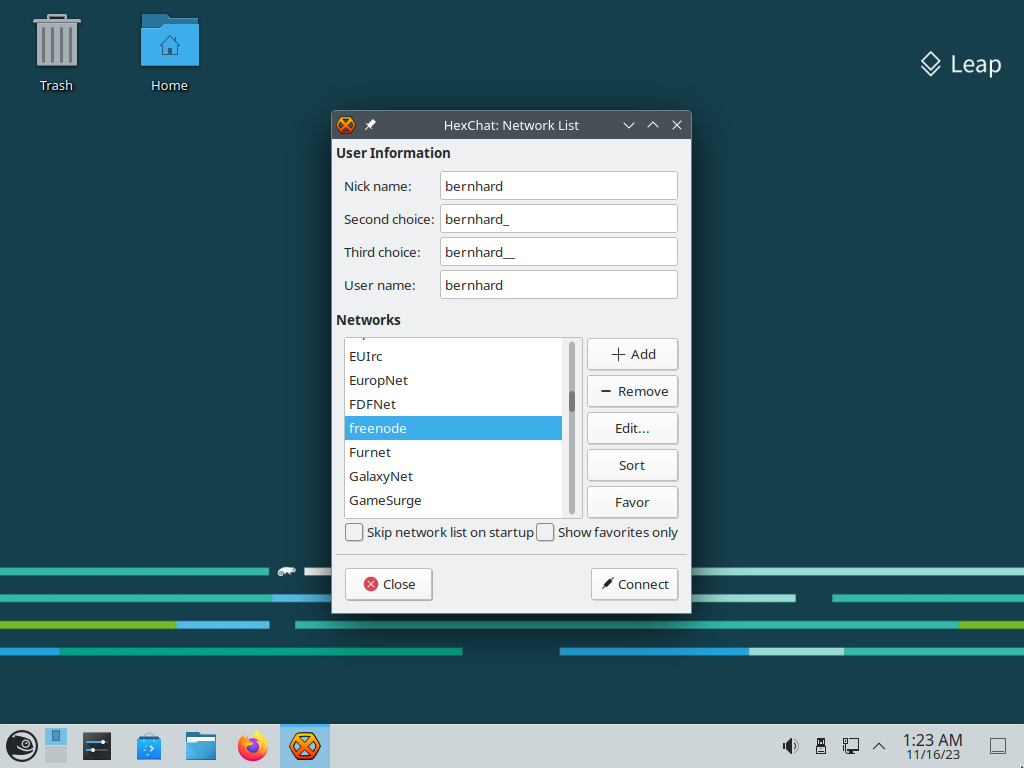 Trash
Home
Leap
HexChat: Network List
User Information
Nick name:
bernhard
Second choice:
bernhard_
Third choice:
bernhard__
User name:
bernhard
Networks
EUIrc
EuropNet
FDFNet
freenode
Furnet
GalaxyNet
GameSurge
Add
Remove
Edit...
Sort
Favor
Skip network list on startup
Show favorites only
Close
Connect
1:23 AM
11/16/23